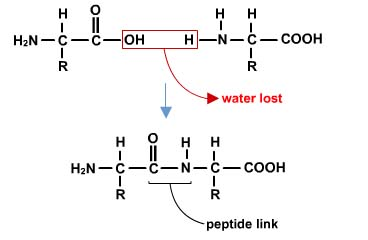 H O H H
H₂N – C – C – OH H – N – C – COOH
R R
water lost
H O H H
H₂N – C – C – N – C – COOH
R R
peptide link